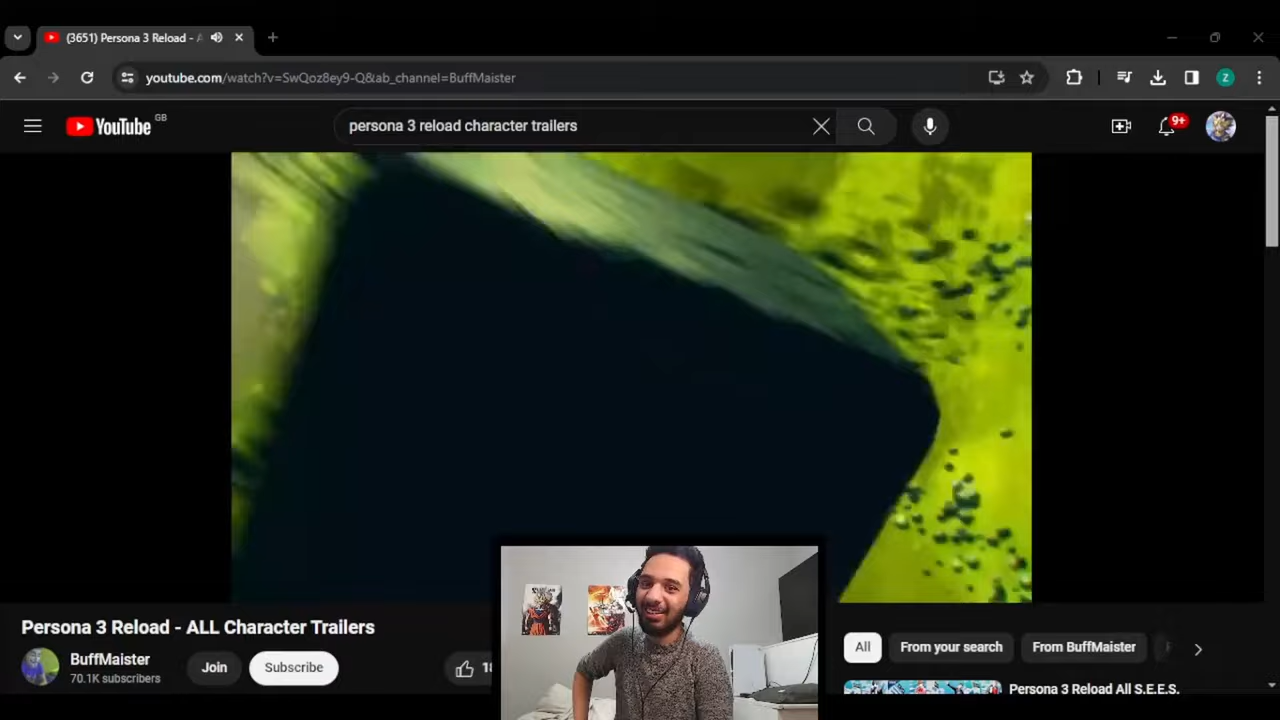 (3651) Persona 3 Reload - A
youtube.com/watch?v=SwQoz8ey9-Q&ab_channel=BuffMaister
Z
YouTube GB
persona 3 reload character trailers
9+
Persona 3 Reload - ALL Character Trailers
BuffMaister
70.1K subscribers
Join
Subscribe
18
All
From your search
From BuffMaister
Persona 3 Reload All S.E.E.S.